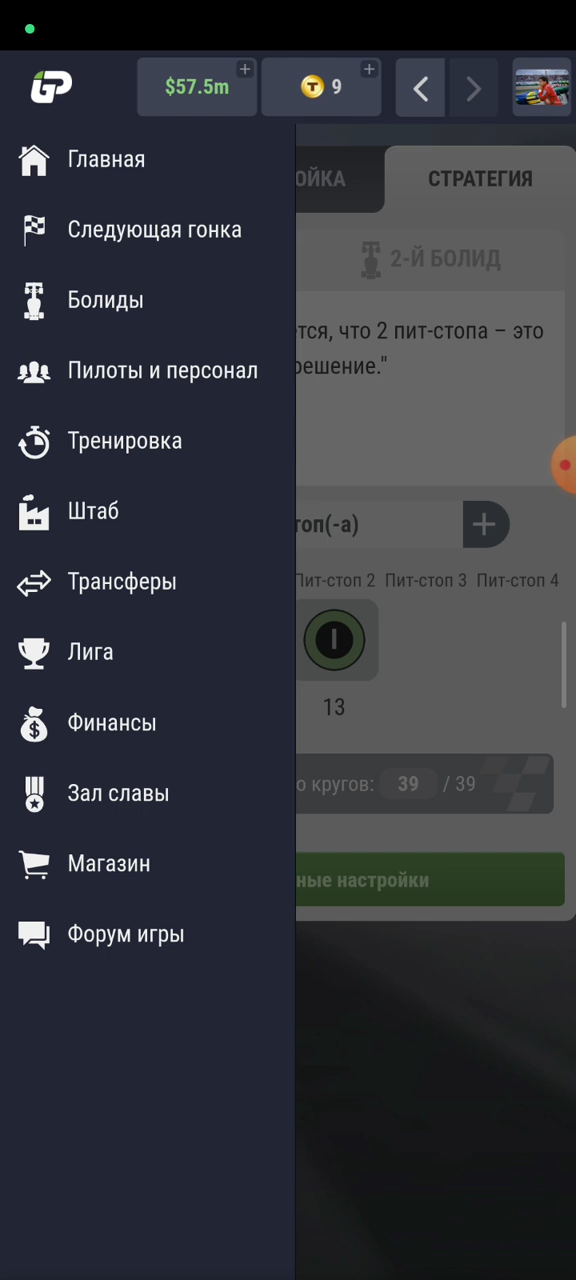 GP
$57.5m
9
Главная
ОЙКА
СТРАТЕГИЯ
Следующая гонка
2-Й БОЛИД
Болиды
тся, что 2 пит-стопа – это
решение."
Пилоты и персонал
Тренировка
Штаб
топ(-а)
Трансферы
Пит-стоп 2 Пит-стоп 3 Пит-стоп 4
I
Лига
13
Финансы
о кругов: 39 / 39
Зал славы
Магазин
ные настройки
Форум игры